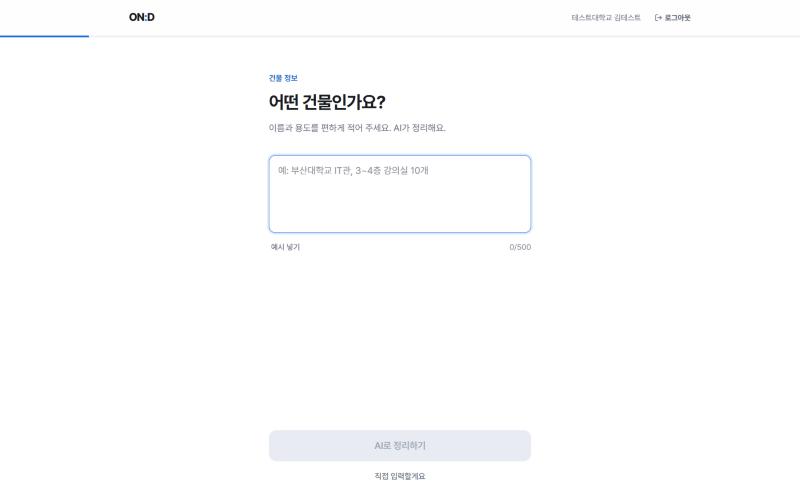 ON:D
테스트대학교 김테스트
로그아웃
건물 정보
어떤 건물인가요?
이름과 용도를 편하게 적어 주세요. AI가 정리해요.
예: 부산대학교 IT관, 3~4층 강의실 10개
예시 넣기
0/500
AI로 정리하기
직접 입력할게요